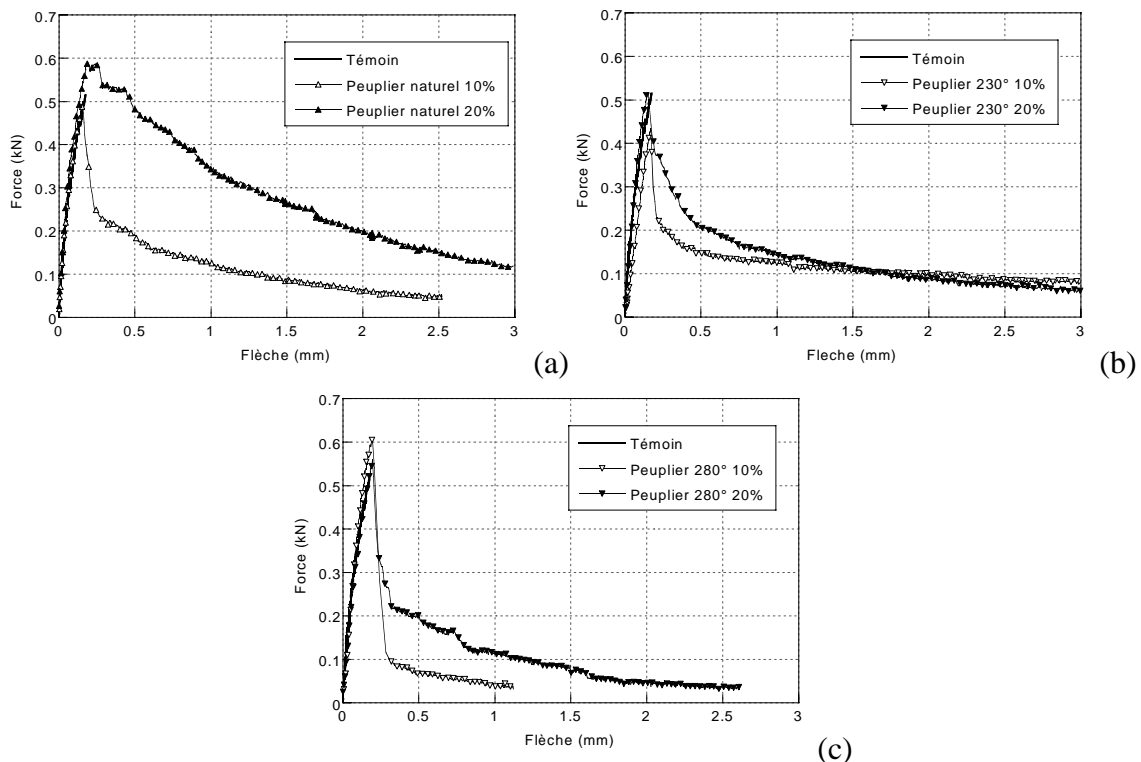 0.7
0.6
0.5
0.4
0.3
0.2
0.1
0
Force (kN)
Témoin
Peuplier naturel 10%
Peuplier naturel 20%
0 0.5 1 1.5 2 2.5 3
Flèche (mm)
(a)
0.7
0.6
0.5
0.4
0.3
0.2
0.1
0
Force (kN)
Témoin
Peuplier 230° 10%
Peuplier 230° 20%
0 0.5 1 1.5 2 2.5 3
Fleche (mm)
(b)
0.7
0.6
0.5
0.4
0.3
0.2
0.1
0
Force (kN)
Témoin
Peuplier 280° 10%
Peuplier 280° 20%
0 0.5 1 1.5 2 2.5 3
Flèche (mm)
(c)